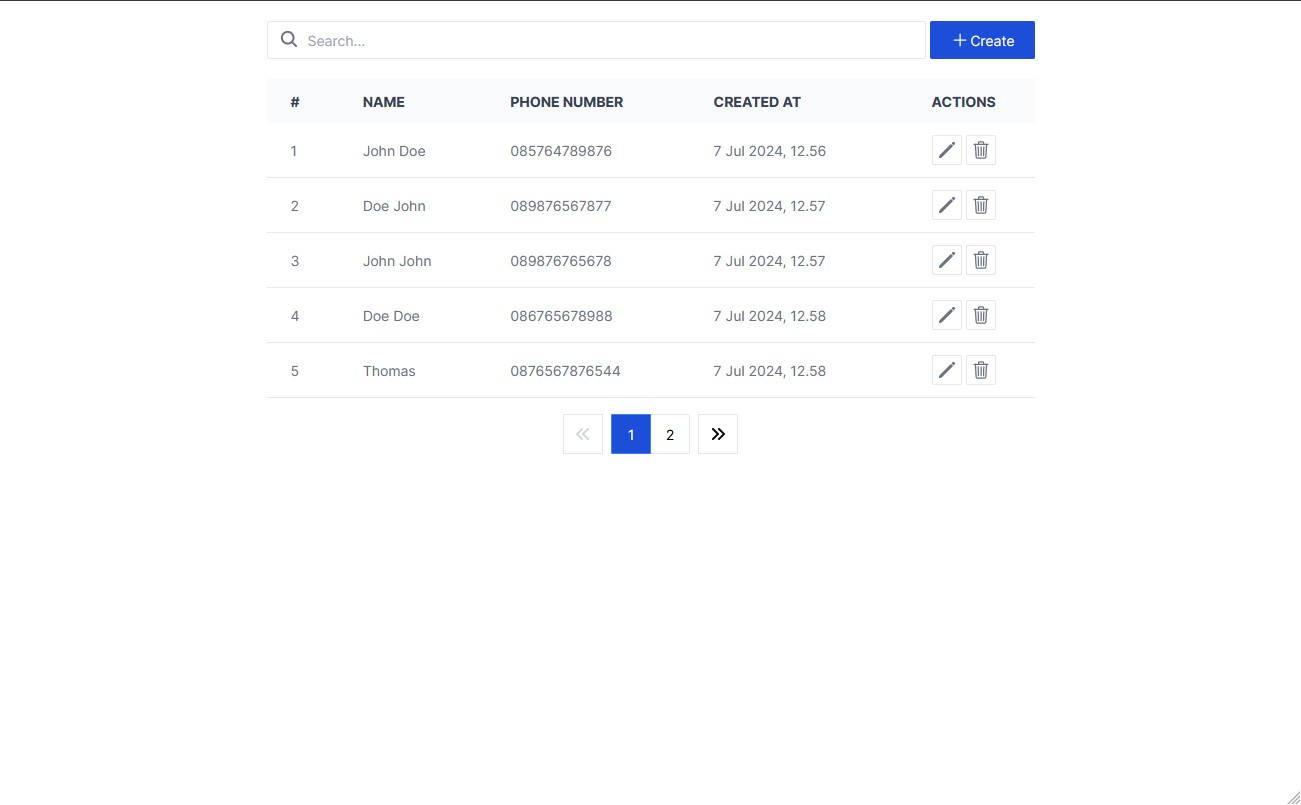 Search...
Create
# NAME PHONE NUMBER CREATED AT ACTIONS
1 John Doe 085764789876 7 Jul 2024, 12.56
2 Doe John 089876567877 7 Jul 2024, 12.57
3 John John 089876765678 7 Jul 2024, 12.57
4 Doe Doe 086765678988 7 Jul 2024, 12.58
5 Thomas 0876567876544 7 Jul 2024, 12.58
1 2